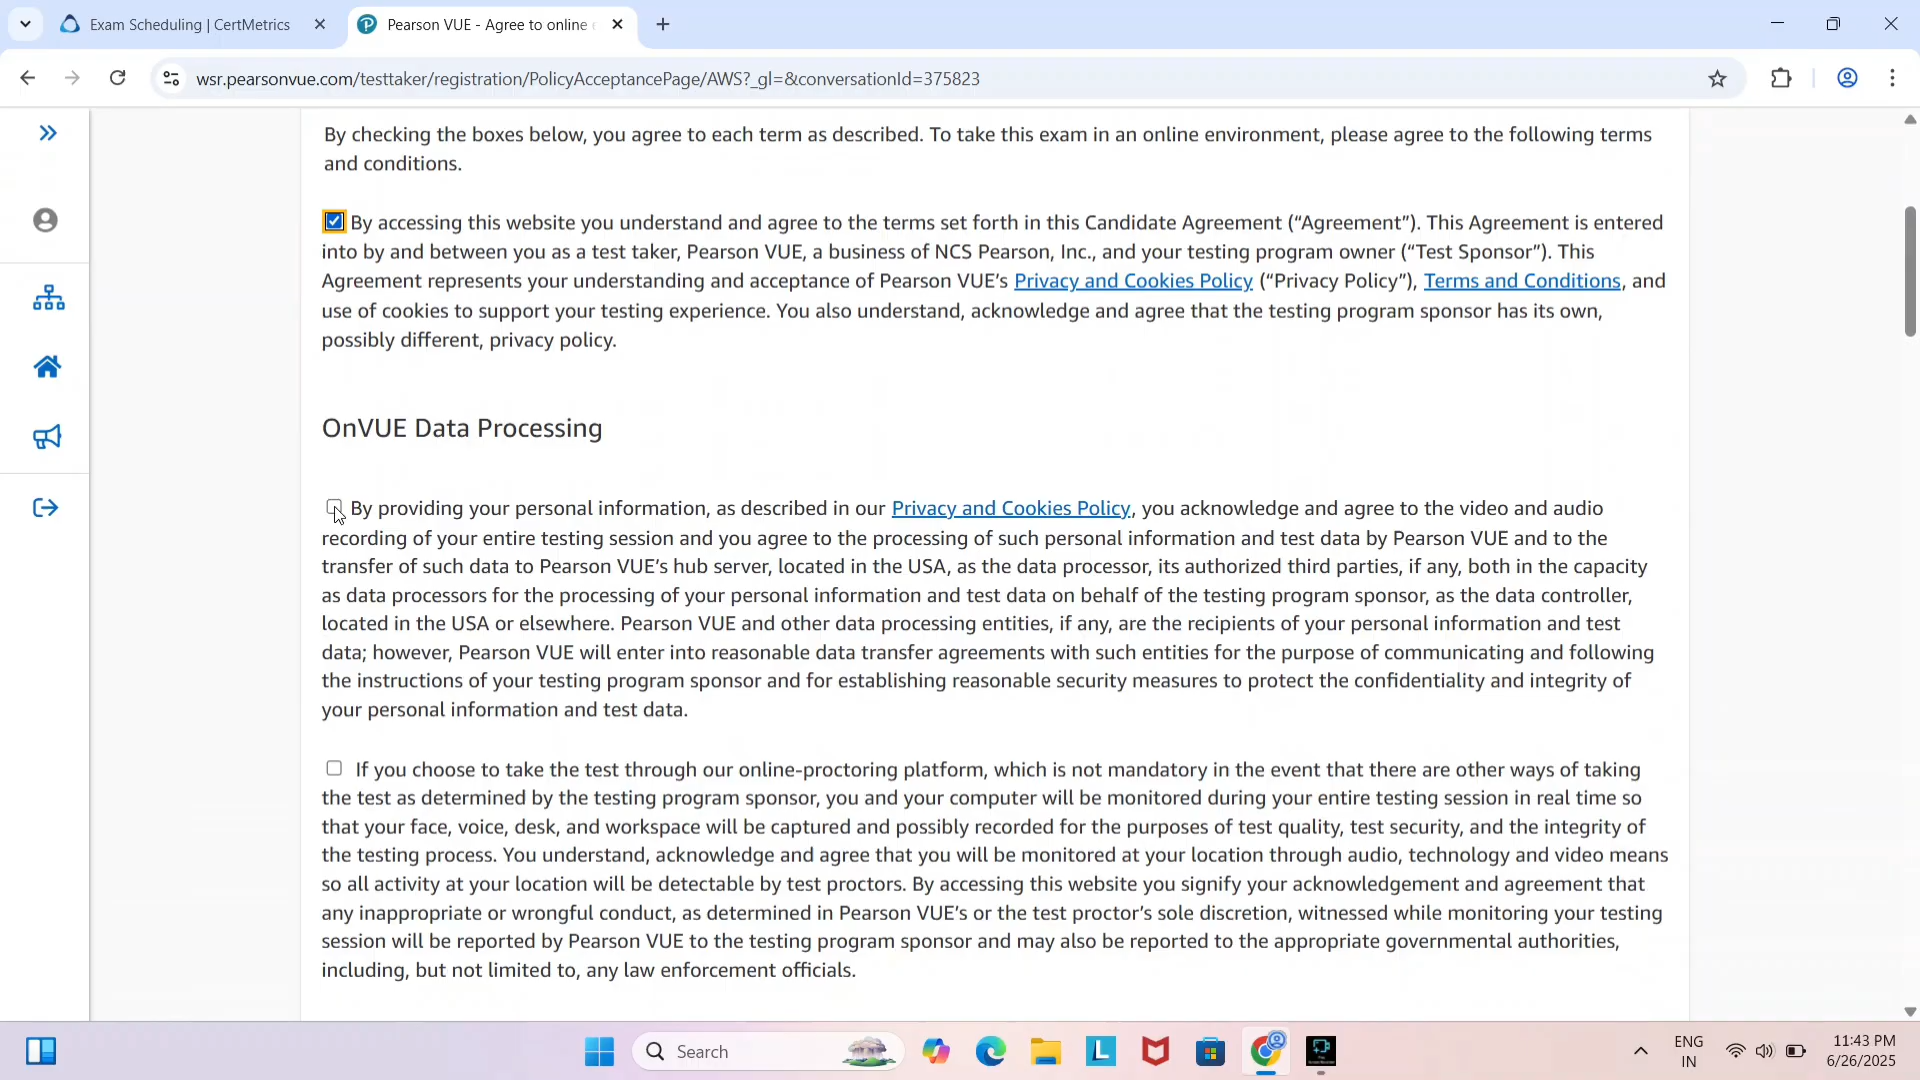 Exam Scheduling | CertMetrics
Pearson VUE - Agree to online
wsr.pearsonvue.com/testtaker/registration/PolicyAcceptancePage/AWS?_gl=&conversationId=375823
By checking the boxes below, you agree to each term as described. To take this exam in an online environment, please agree to the following terms
and conditions.
By accessing this website you understand and agree to the terms set forth in this Candidate Agreement (“Agreement”). This Agreement is entered
into by and between you as a test taker, Pearson VUE, a business of NCS Pearson, Inc., and your testing program owner (“Test Sponsor”). This
Agreement represents your understanding and acceptance of Pearson VUE’s Privacy and Cookies Policy (“Privacy Policy”), Terms and Conditions, and
use of cookies to support your testing experience. You also understand, acknowledge and agree that the testing program sponsor has its own,
possibly different, privacy policy.
OnVUE Data Processing
By providing your personal information, as described in our Privacy and Cookies Policy, you acknowledge and agree to the video and audio
recording of your entire testing session and you agree to the processing of such personal information and test data by Pearson VUE and to the
transfer of such data to Pearson VUE’s hub server, located in the USA, as the data processor, its authorized third parties, if any, both in the capacity
as data processors for the processing of your personal information and test data on behalf of the testing program sponsor, as the data controller,
located in the USA or elsewhere. Pearson VUE and other data processing entities, if any, are the recipients of your personal information and test
data; however, Pearson VUE will enter into reasonable data transfer agreements with such entities for the purpose of communicating and following
the instructions of your testing program sponsor and for establishing reasonable security measures to protect the confidentiality and integrity of
your personal information and test data.
If you choose to take the test through our online-proctoring platform, which is not mandatory in the event that there are other ways of taking
the test as determined by the testing program sponsor, you and your computer will be monitored during your entire testing session in real time so
that your face, voice, desk, and workspace will be captured and possibly recorded for the purposes of test quality, test security, and the integrity of
the testing process. You understand, acknowledge and agree that you will be monitored at your location through audio, technology and video means
so all activity at your location will be detectable by test proctors. By accessing this website you signify your acknowledgement and agreement that
any inappropriate or wrongful conduct, as determined in Pearson VUE’s or the test proctor’s sole discretion, witnessed while monitoring your testing
session will be reported by Pearson VUE to the testing program sponsor and may also be reported to the appropriate governmental authorities,
including, but not limited to, any law enforcement officials.
Search
ENG
IN
11:43 PM
6/26/2025